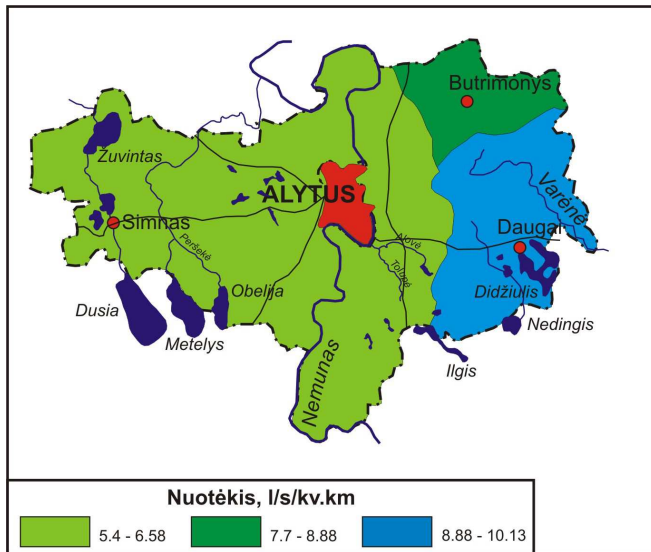 Butrimonys
Žuvintas
ALYTUS
Varėnė
Simnas
Peršekė
Novė
Daugai
Obelija
Didžiulis
Dusia
Metelys
Nemunas
Nedingis
Ilgis
Nuotėkis, l/s/kv.km
5.4 - 6.58 7.7 - 8.88 8.88 - 10.13